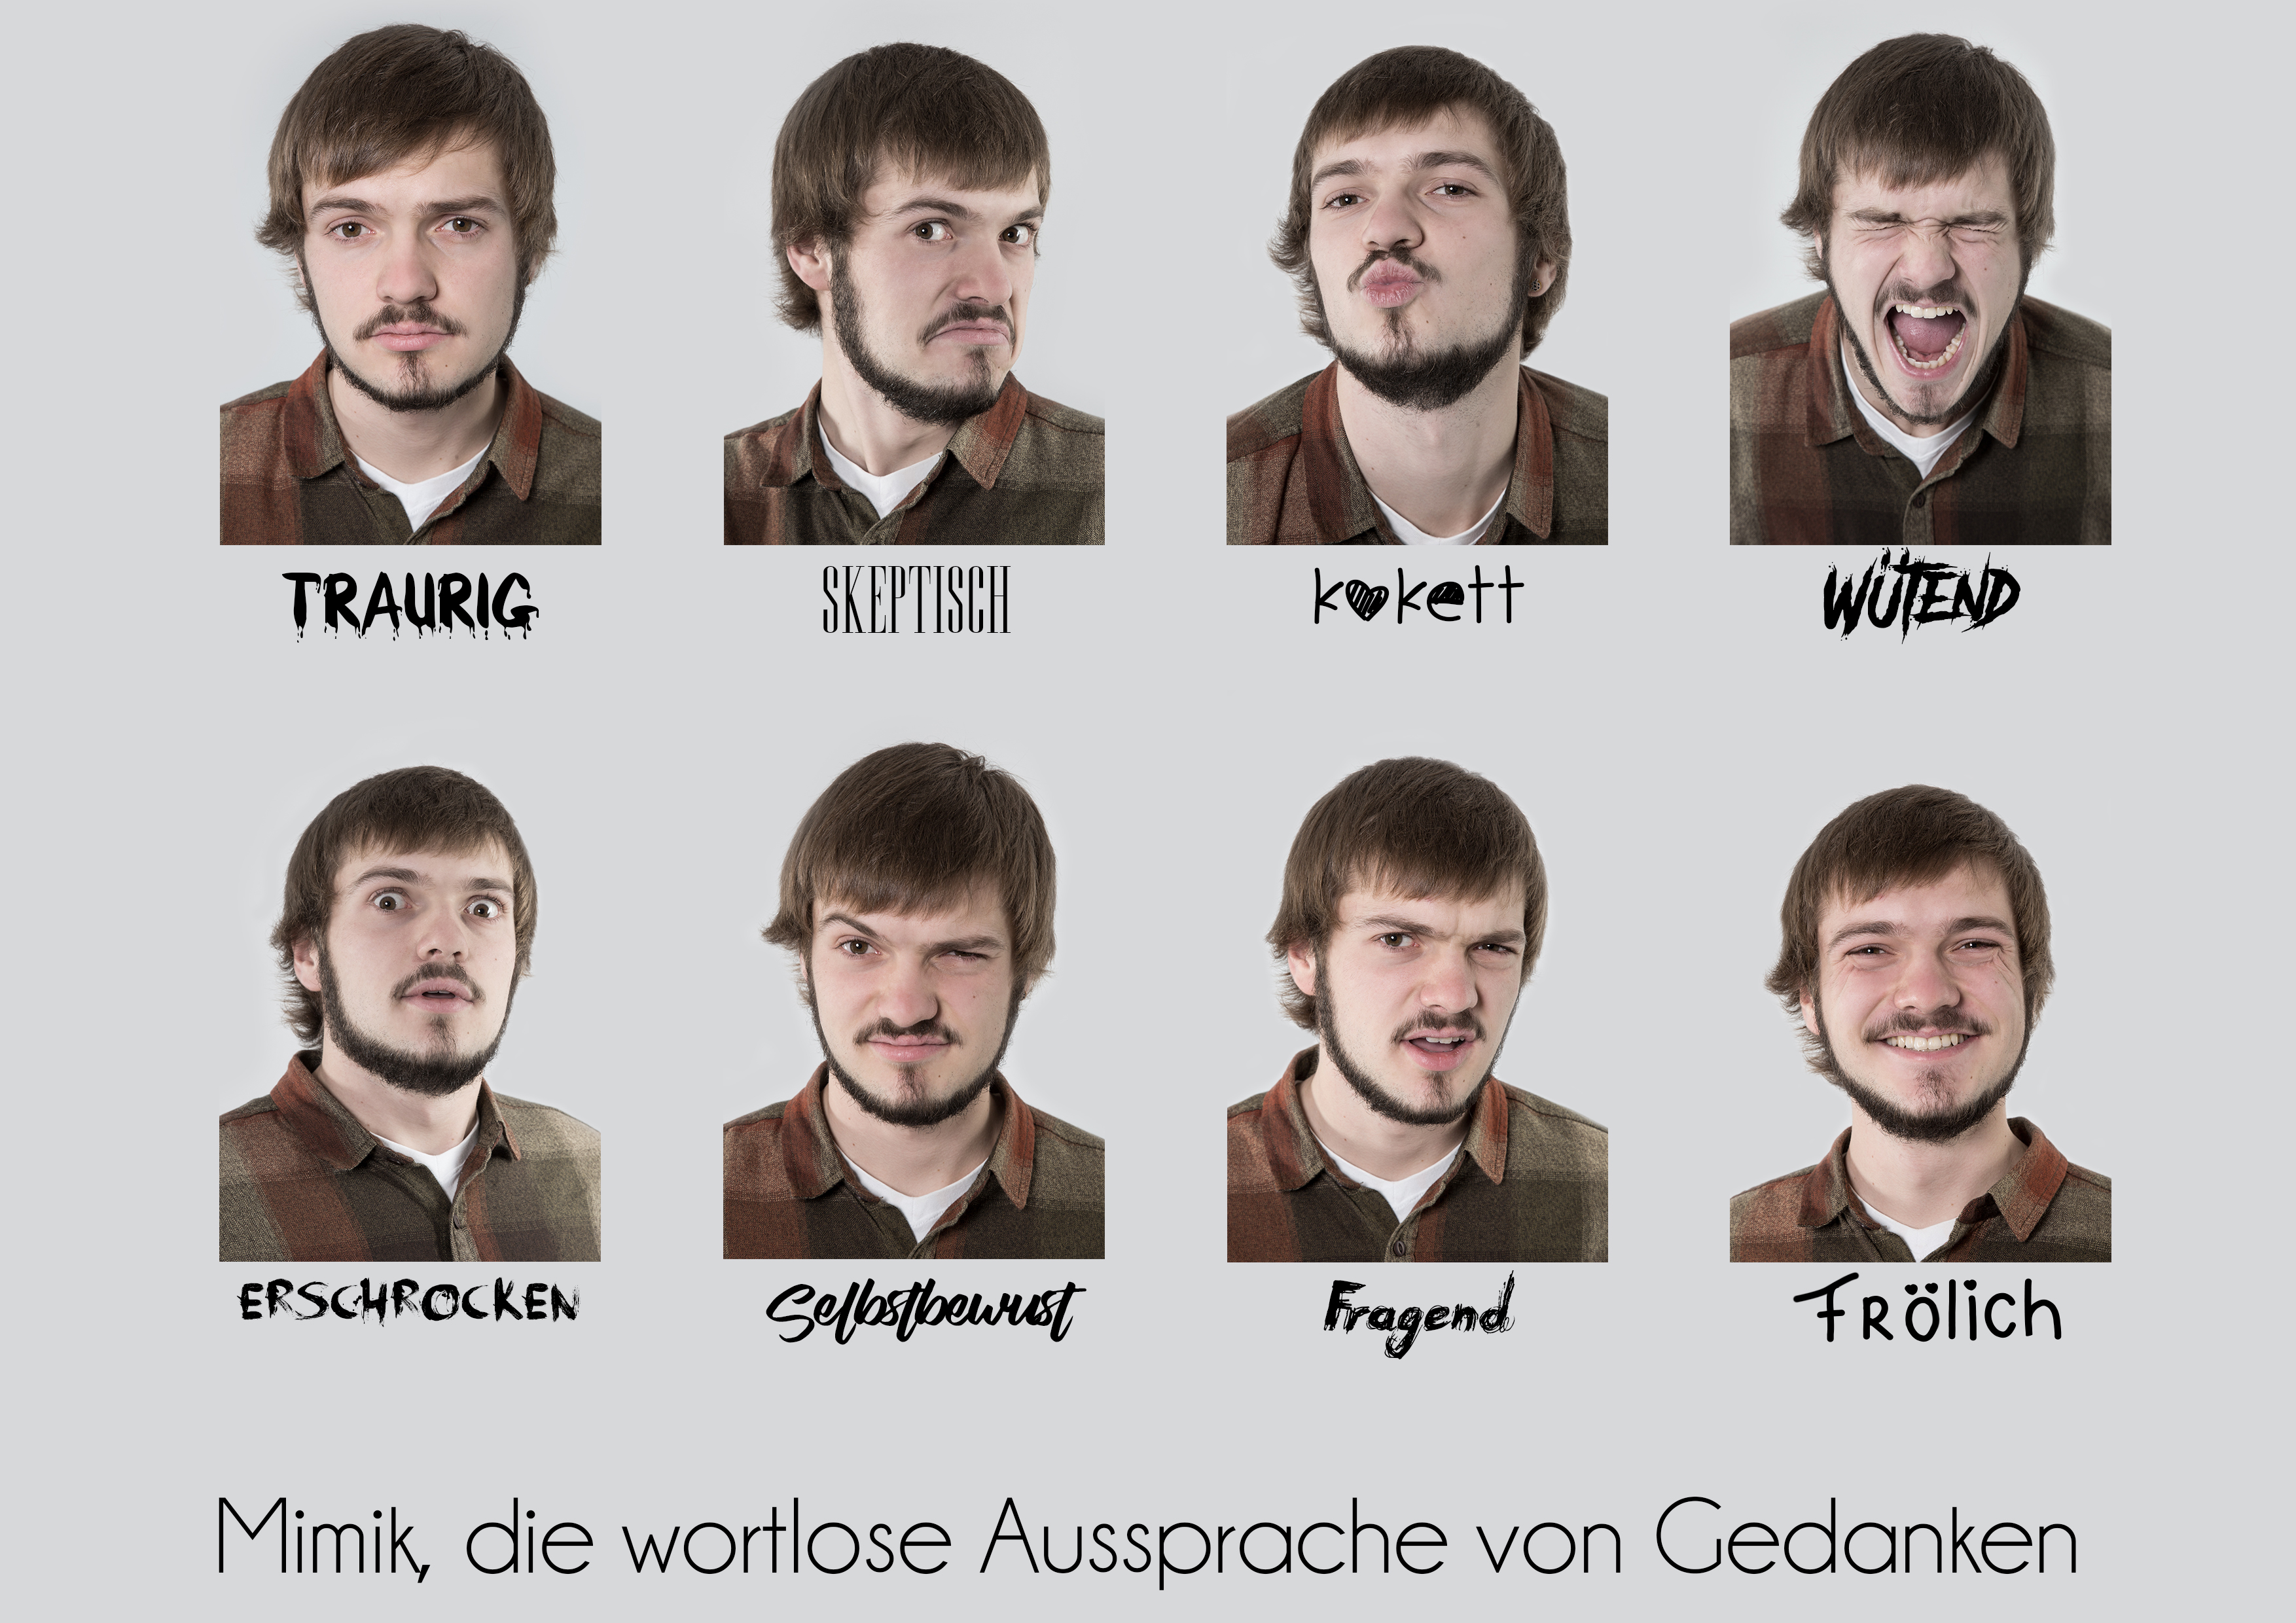 TRAURIG
SKEPTISCH
kokett
WÜTEND
ERSCHROCKEN
Selbstbewust
Fragend
Frölich
Mimik, die wortlose Aussprache von Gedanken